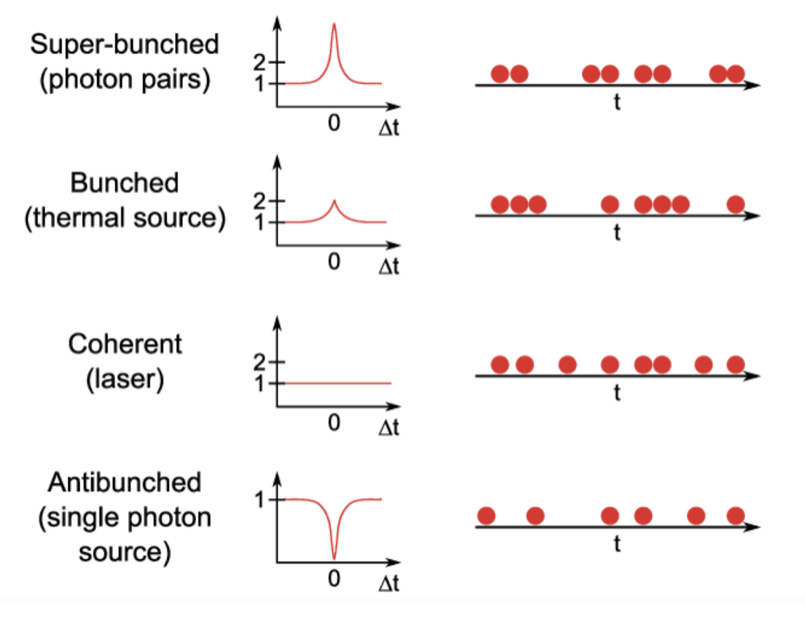 Super-bunched
(photon pairs)
2
1
0
Δt
t
Bunched
(thermal source)
2
1
0
Δt
t
Coherent
(laser)
2
1
0
Δt
t
Antibunched
(single photon
source)
1
0
Δt
t